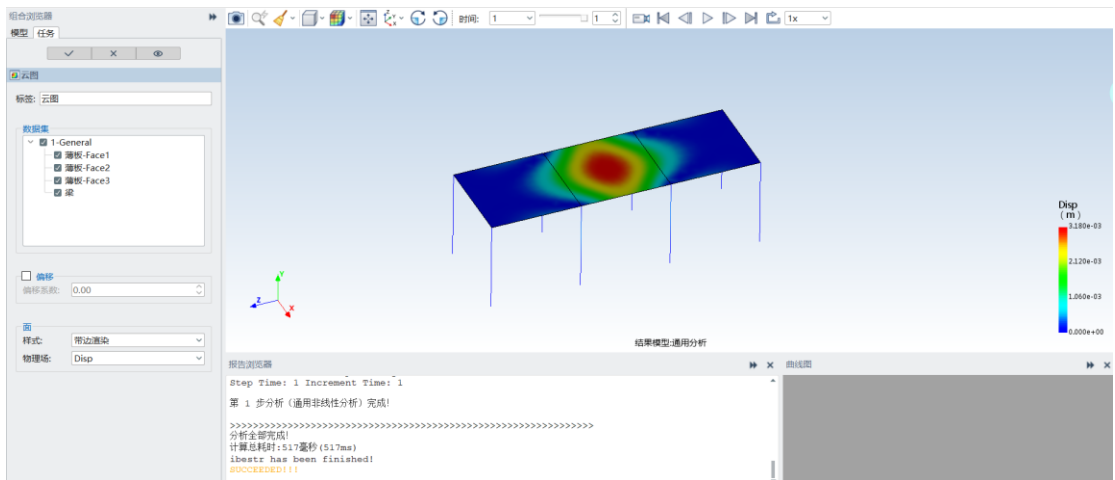 组合浏览器
模型 任务
云图
标签: 云图
数据集
1-General
薄板-Face1
薄板-Face2
薄板-Face3
梁
偏移
偏移系数: 0.00
面
样式: 带边渲染
物理场: Disp
时间: 1 1 1x
Y
Z
X
Disp
(m)
3.180e-03
2.120e-03
1.060e-03
0.000e+00
结果模型:通用分析
报告浏览器
Step Time: 1 Increment Time: 1
第 1 步分析（通用非线性分析）完成!
>>>>>>>>>>>>>>>>>>>>>>>>>>>>>>>>>>>>>>>>>>>>>>>>>>>>>>>>>>>>>>>
分析全部完成!
计算总耗时:517毫秒(517ms)
ibestr has been finished!
SUCCEEDED!!!
曲线图